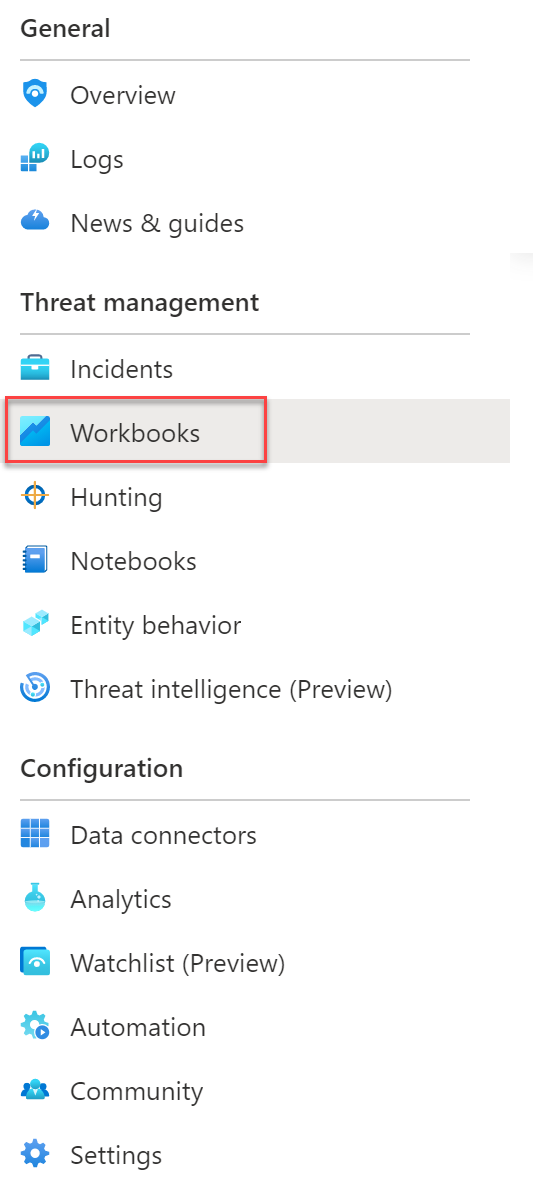 General
Overview
Logs
News & guides
Threat management
Incidents
Workbooks
Hunting
Notebooks
Entity behavior
Threat intelligence (Preview)
Configuration
Data connectors
Analytics
Watchlist (Preview)
Automation
Community
Settings